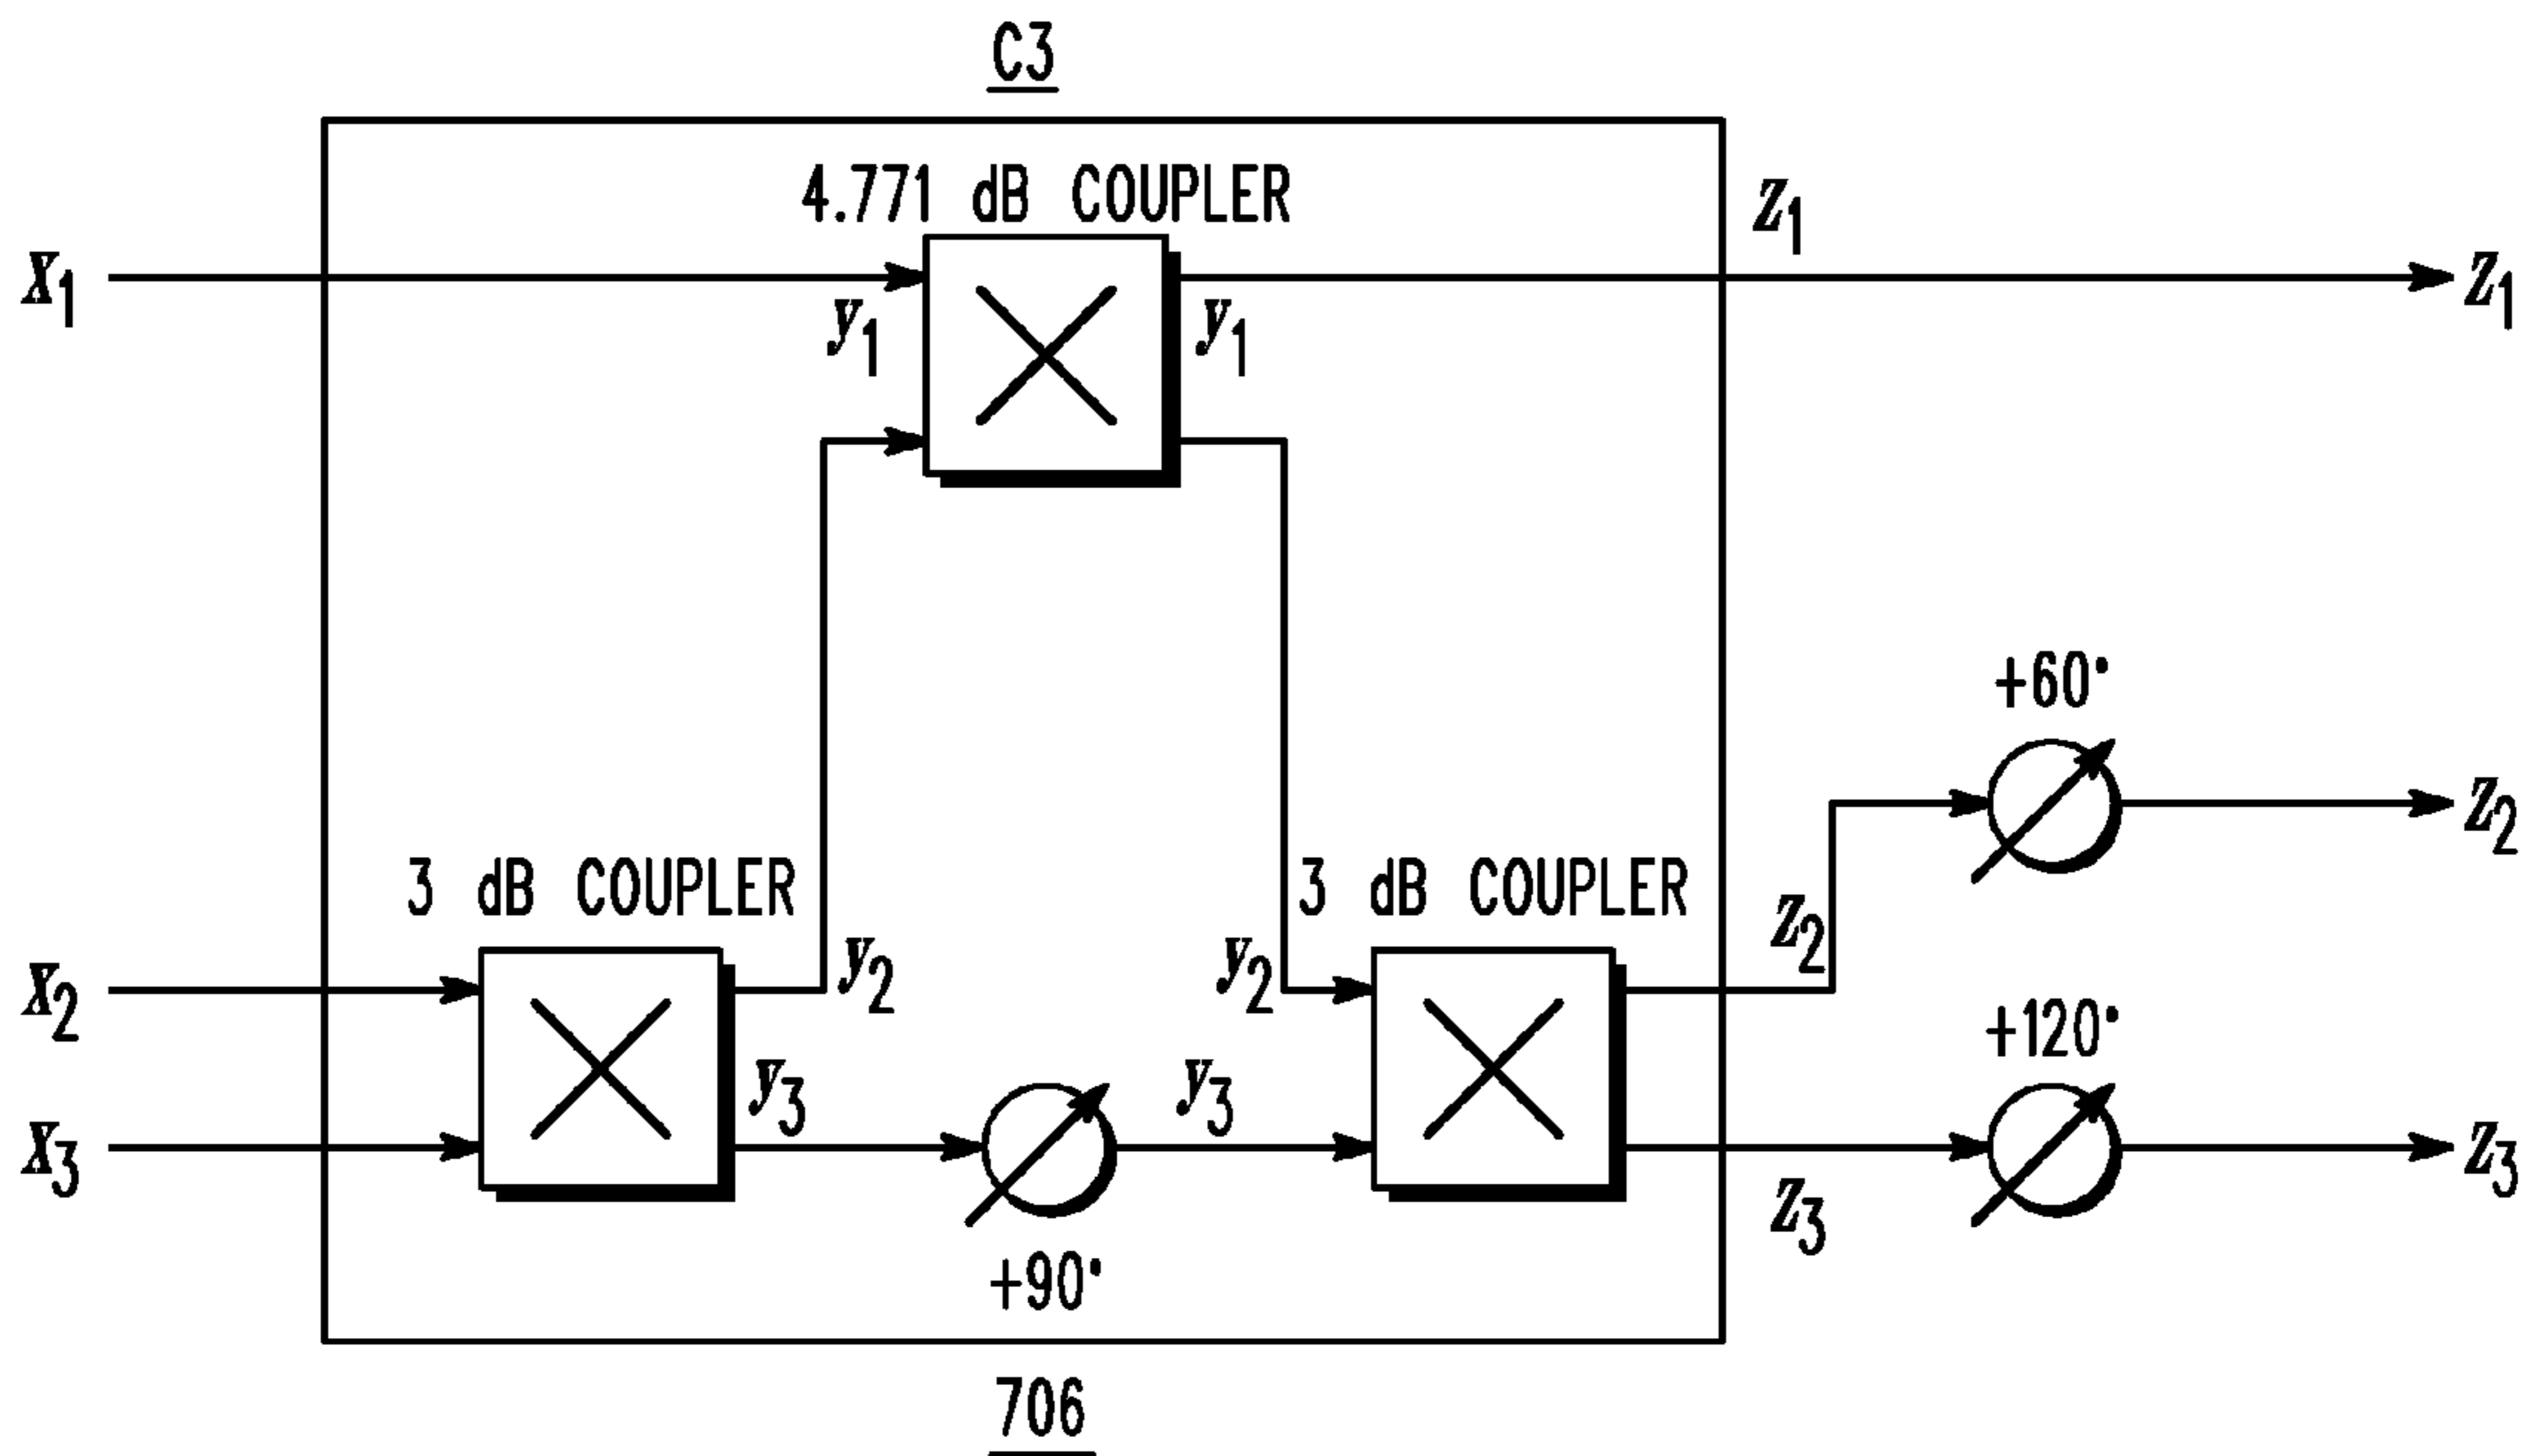 C3
4.771 dB COUPLER
Z1
X1
Z1
y1
y1
+60°
Z2
3 dB COUPLER
3 dB COUPLER
Z2
y2
y2
X2
+120°
y3
y3
X3
Z3
Z3
+90°
706